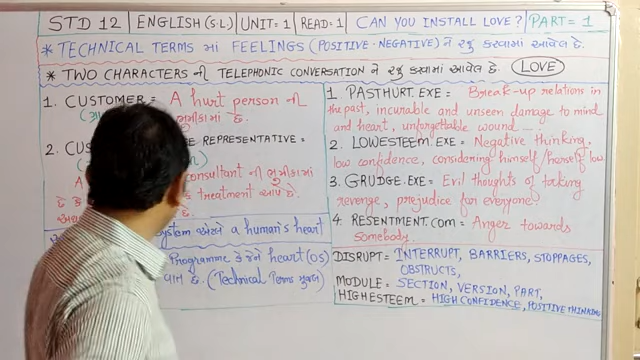 STD 12 | ENGLISH (S.L) | UNIT=1 | READ=1 | CAN YOU INSTALL LOVE? | PART=1
* TECHNICAL TERMS માં FEELINGS (POSITIVE-NEGATIVE) ને રજૂ કરવામાં આવેલ છે.
* TWO CHARACTERS ની TELEPHONIC CONVERSATION ને રજૂ કરવામાં આવેલ છે. LOVE
1. CUSTOMER = A hurt person ની
ભૂમિકામાં છે.
2. CUS
REPRESENTATIVE =
A
consultant ની ભૂમિકામાં
છે
treatment આપે છે.
system એટલે a human's heart
Programme કે જેને heart (OS)
(Technical Terms મુજબ)
1 PASTHURT.EXE = Break-up relations in
the past, incurable and unseen damage to mind
and heart, unforgettable wound ...
2. LOWESTEEM.EXE = Negative thinking,
low confidence, considering himself/herself low
3. GRUDGE.EXE = Evil thoughts of tacking
revenge, prejudice for everyone.
4. RESENTMENT.COM = Anger towards
somebody.
DISRUPT = INTERRUPT, BARRIERS, STOPPAGES,
OBSTRUCTS,
MODULE = SECTION, VERSION, PART,
HIGHESTEEM = HIGH CONFIDENCE, POSITIVE THINKING